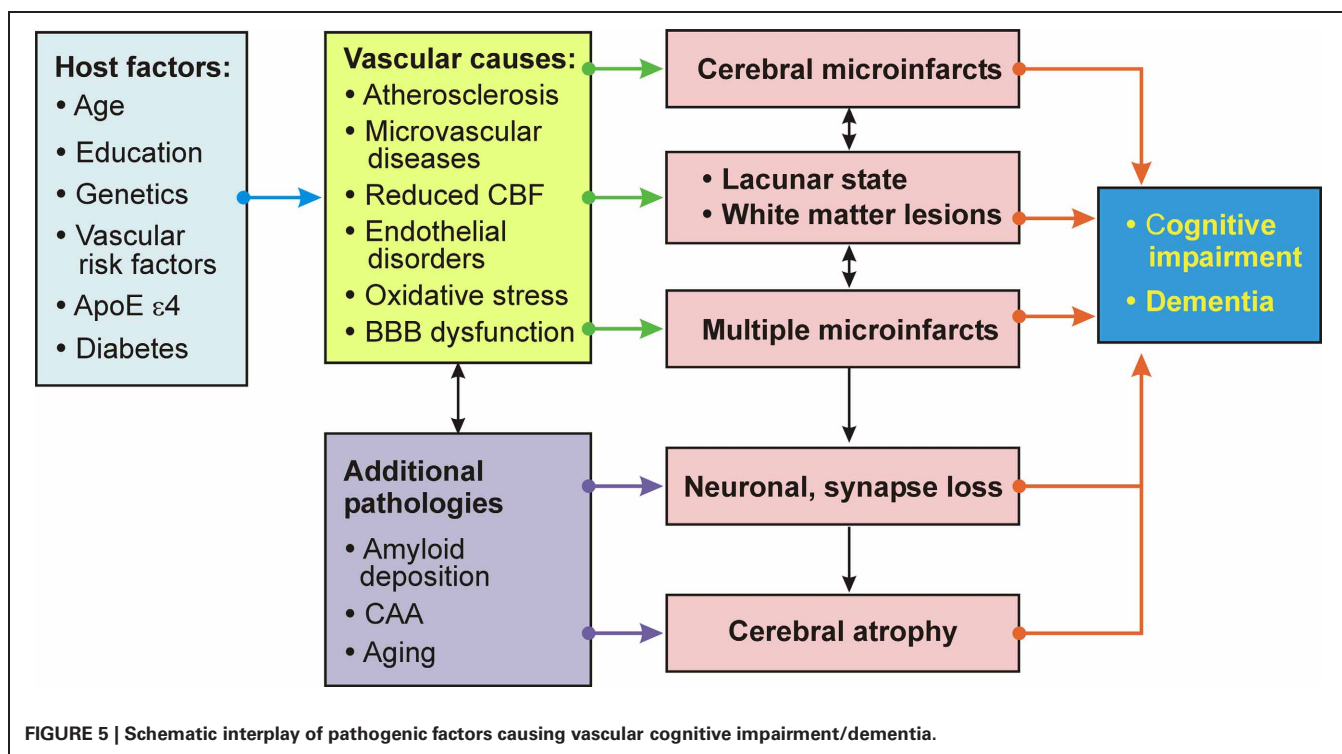 Host factors:
• Age
• Education
• Genetics
• Vascular
risk factors
• ApoE ε4
• Diabetes
Vascular causes:
• Atherosclerosis
• Microvascular
diseases
• Reduced CBF
• Endothelial
disorders
• Oxidative stress
• BBB dysfunction
Additional
pathologies
• Amyloid
deposition
• CAA
• Aging
Cerebral microinfarcts
• Lacunar state
• White matter lesions
Multiple microinfarcts
Neuronal, synapse loss
Cerebral atrophy
• Cognitive
impairment
• Dementia
FIGURE 5 | Schematic interplay of pathogenic factors causing vascular cognitive impairment/dementia.